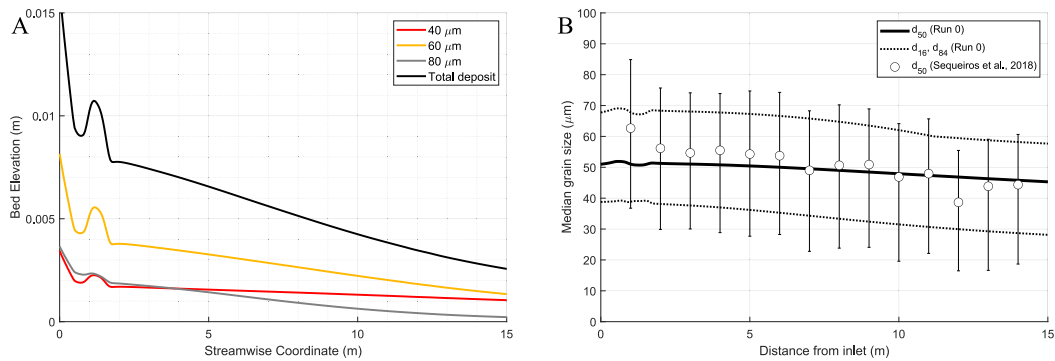 A
0.015
0.01
0.005
0
Bed Elevation (m)
0
5
10
15
Streamwise Coordinate (m)
40 μm
60 μm
80 μm
Total deposit
B
100
90
80
70
60
50
40
30
20
10
0
Median grain size (μm)
0
5
10
15
Distance from inlet (m)
d50 (Run 0)
d16, d84 (Run 0)
d50 (Sequeiros et al., 2018)